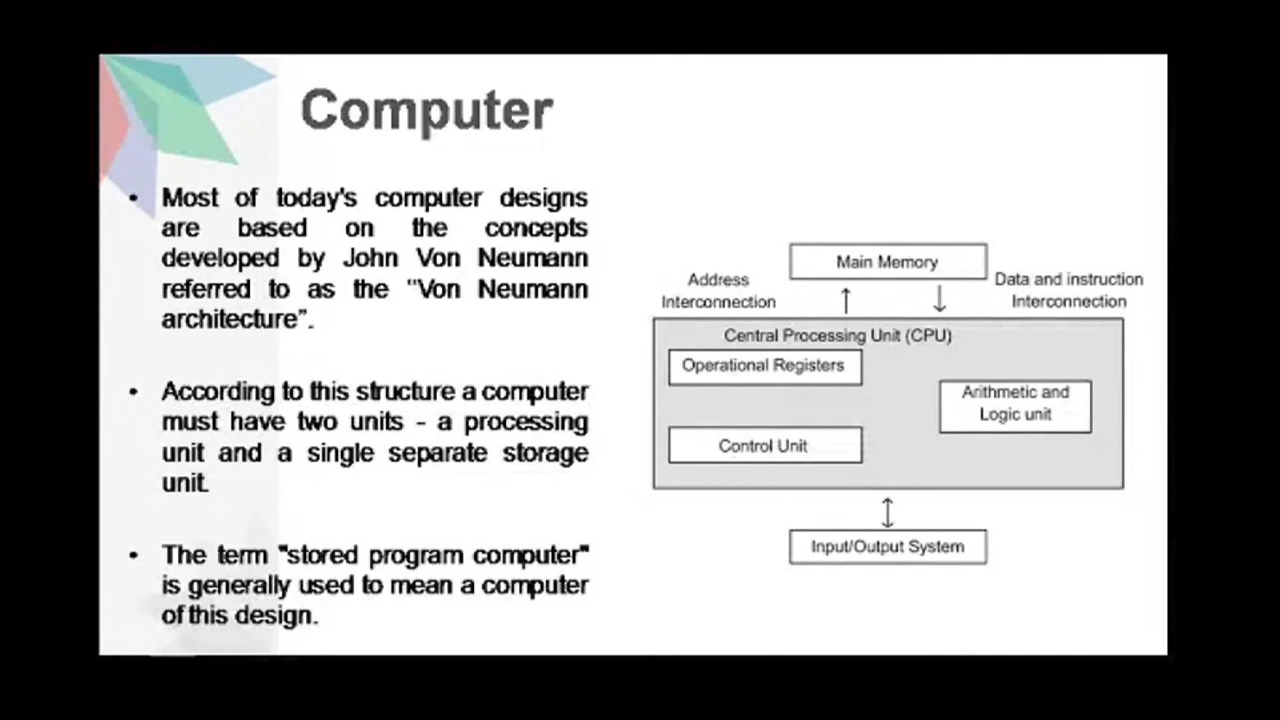 Computer
• Most of today's computer designs
are based on the concepts
developed by John Von Neumann
referred to as the "Von Neumann
architecture”.
• According to this structure a computer
must have two units - a processing
unit and a single separate storage
unit.
• The term "stored program computer"
is generally used to mean a computer
of this design.
Main Memory
Address
Interconnection
Data and instruction
Interconnection
Central Processing Unit (CPU)
Operational Registers
Arithmetic and
Logic unit
Control Unit
Input/Output System